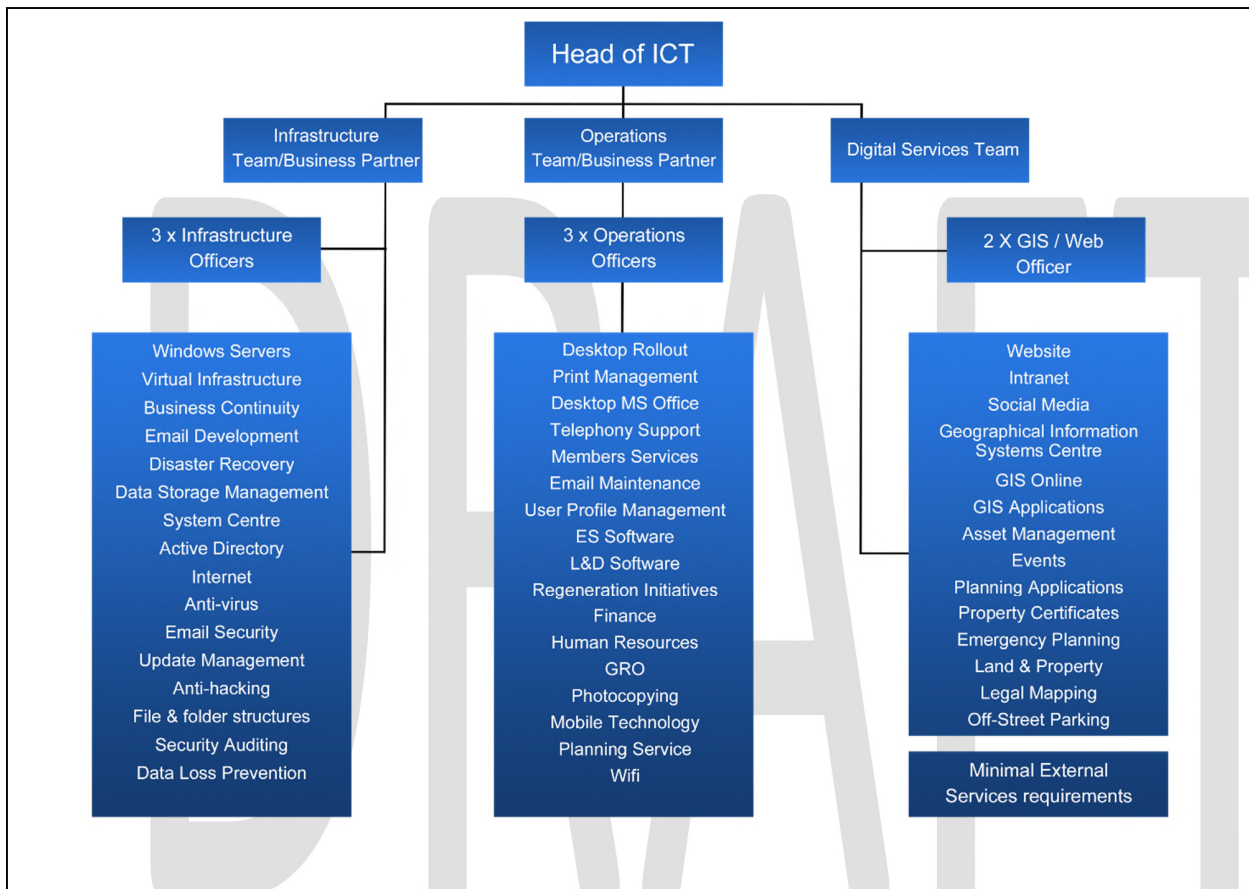 Head of ICT
Infrastructure
Team/Business Partner
Operations
Team/Business Partner
Digital Services Team
3 x Infrastructure
Officers
3 x Operations
Officers
2 X GIS / Web
Officer
Windows Servers
Virtual Infrastructure
Business Continuity
Email Development
Disaster Recovery
Data Storage Management
System Centre
Active Directory
Internet
Anti-virus
Email Security
Update Management
Anti-hacking
File & folder structures
Security Auditing
Data Loss Prevention
Desktop Rollout
Print Management
Desktop MS Office
Telephony Support
Members Services
Email Maintenance
User Profile Management
ES Software
L&D Software
Regeneration Initiatives
Finance
Human Resources
GRO
Photocopying
Mobile Technology
Planning Service
Wifi
Website
Intranet
Social Media
Geographical Information
Systems Centre
GIS Online
GIS Applications
Asset Management
Events
Planning Applications
Property Certificates
Emergency Planning
Land & Property
Legal Mapping
Off-Street Parking
Minimal External
Services requirements
DRAFT